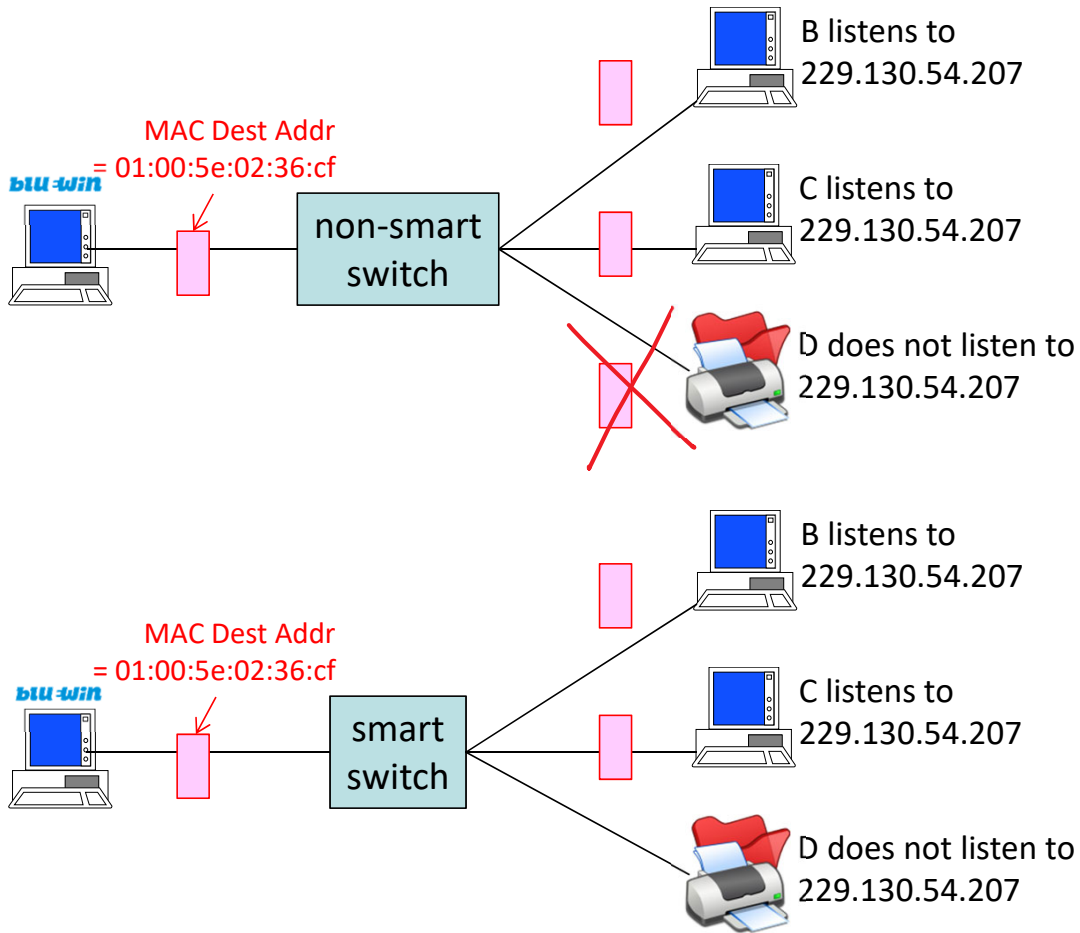 B listens to
229.130.54.207
MAC Dest Addr
= 01:00:5e:02:36:cf
blu:win
non-smart
switch
C listens to
229.130.54.207
D does not listen to
229.130.54.207
B listens to
229.130.54.207
MAC Dest Addr
= 01:00:5e:02:36:cf
blu:win
smart
switch
C listens to
229.130.54.207
D does not listen to
229.130.54.207